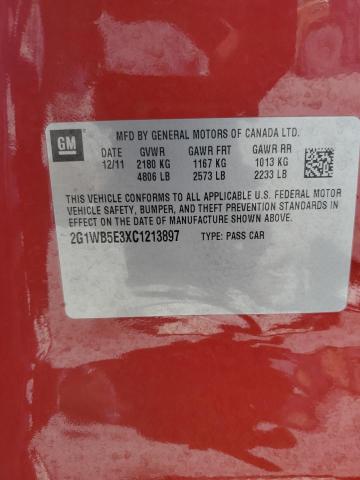 GM
MFD BY GENERAL MOTORS OF CANADA LTD.
DATE GVWR GAWR FRT GAWR RR
12/11 2180 KG 1167 KG 1013 KG
4806 LB 2573 LB 2233 LB
THIS VEHICLE CONFORMS TO ALL APPLICABLE U.S. FEDERAL MOTOR
VEHICLE SAFETY, BUMPER, AND THEFT PREVENTION STANDARDS IN
EFFECT ON THE DATE OF MANUFACTURE SHOWN ABOVE.
2G1WB5E3XC1213897 TYPE: PASS CAR